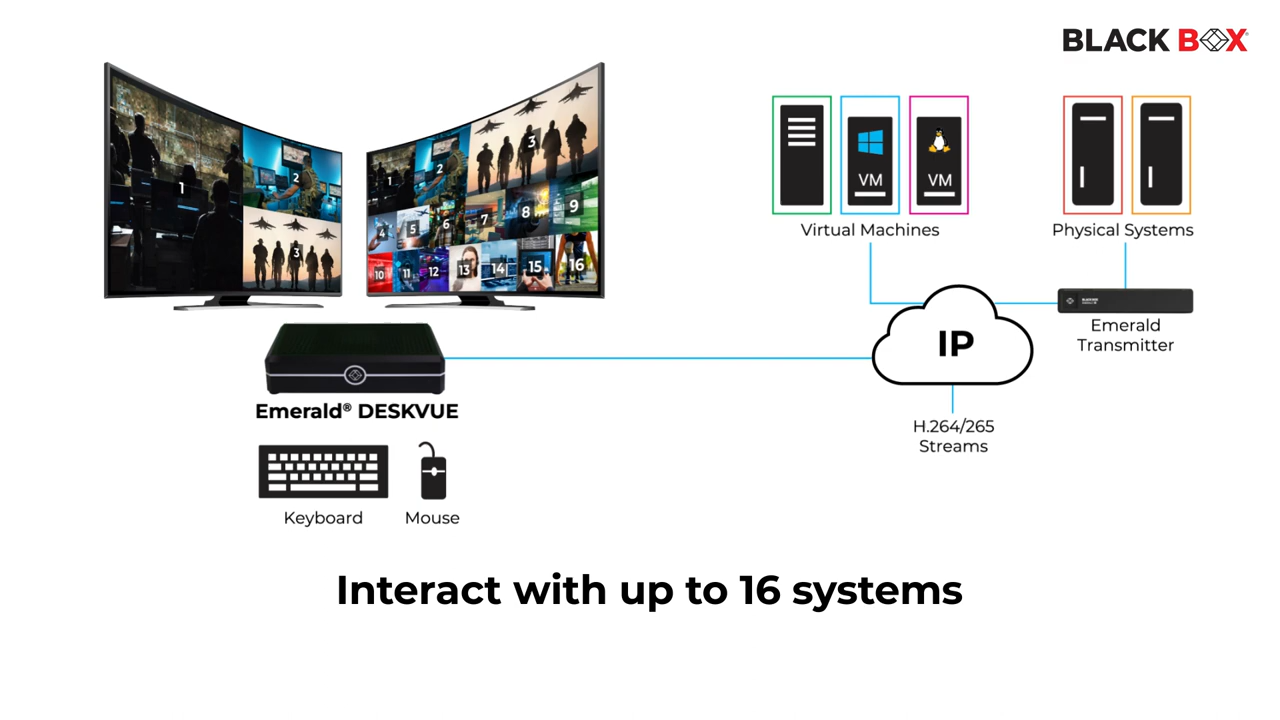 BLACK BOX®
1
2
3
1
2
3
4
5
6
7
8
9
10
11
12
13
14
15
16
VM
VM
Virtual Machines
Physical Systems
IP
Emerald
Transmitter
H.264/265
Streams
Emerald® DESKVUE
Keyboard
Mouse
Interact with up to 16 systems